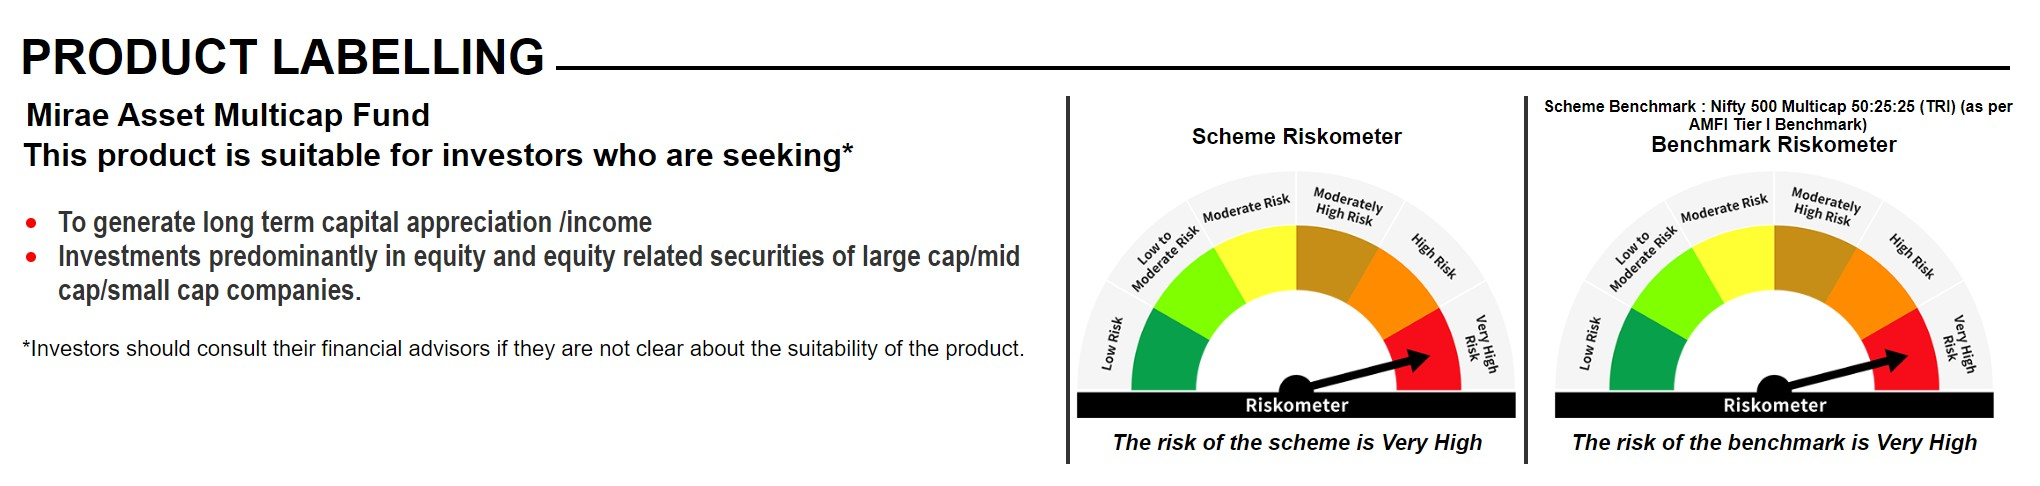 PRODUCT LABELLING
Mirae Asset Multicap Fund
This product is suitable for investors who are seeking*
To generate long term capital appreciation /income
Investments predominantly in equity and equity related securities of large cap/mid
cap/small cap companies.
*Investors should consult their financial advisors if they are not clear about the suitability of the product.
Scheme Riskometer
Low Risk
Low to
Moderate Risk
Moderate Risk
Moderately
High Risk
High Risk
Very High
Risk
Riskometer
The risk of the scheme is Very High
Scheme Benchmark : Nifty 500 Multicap 50:25:25 (TRI) (as per
AMFI Tier I Benchmark)
Benchmark Riskometer
Low Risk
Low to
Moderate Risk
Moderate Risk
Moderately
High Risk
High Risk
Very High
Risk
Riskometer
The risk of the benchmark is Very High